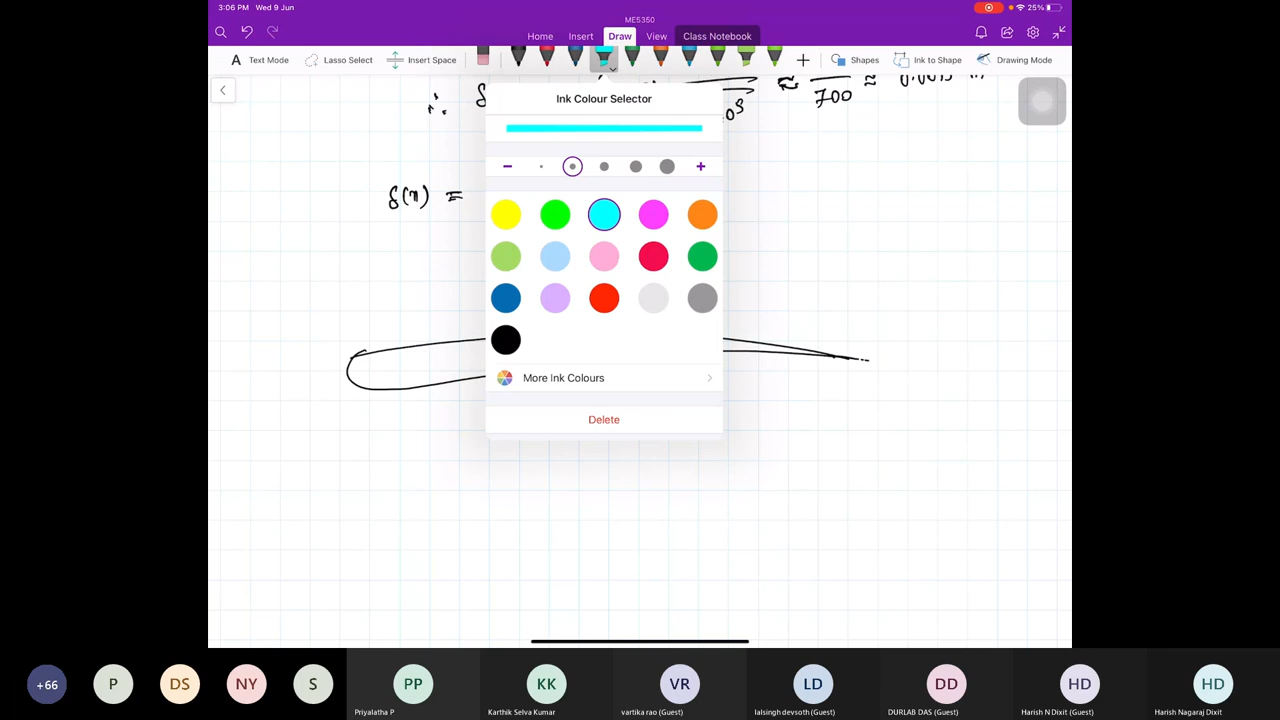 3:06 PM Wed 9 Jun
25%
ME5350
Home Insert Draw View Class Notebook
A Text Mode Lasso Select Insert Space Shapes Ink to Shape Drawing Mode
∴ δ ≈ 700 ≈
Ink Colour Selector
δ(x) =
More Ink Colours
Delete
+66 P DS NY S PP KK VR LD DD HD HD
Priyalatha P Karthik Selva Kumar vartika rao (Guest) lalsingh devsoth (Guest) DURLAB DAS (Guest) Harish N Dixit (Guest) Harish Nagaraj Dixit